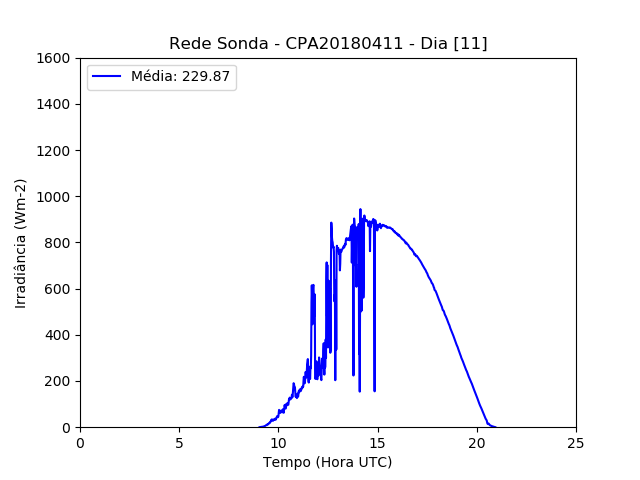 Rede Sonda - CPA20180411 - Dia [11]
Média: 229.87
Irradiância (Wm-2)
1600
1400
1200
1000
800
600
400
200
0
0 5 10 15 20 25
Tempo (Hora UTC)